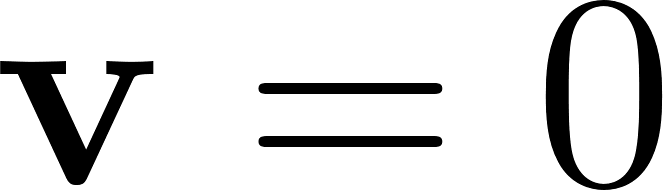 𝐯 = 0